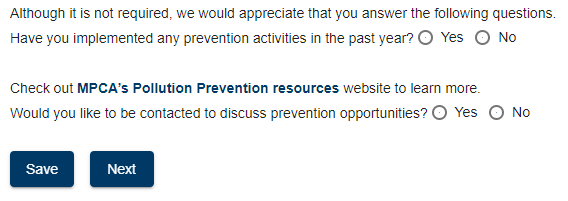 Although it is not required, we would appreciate that you answer the following questions.
Have you implemented any prevention activities in the past year? Yes No
Check out MPCA's Pollution Prevention resources website to learn more.
Would you like to be contacted to discuss prevention opportunities? Yes No
Save Next